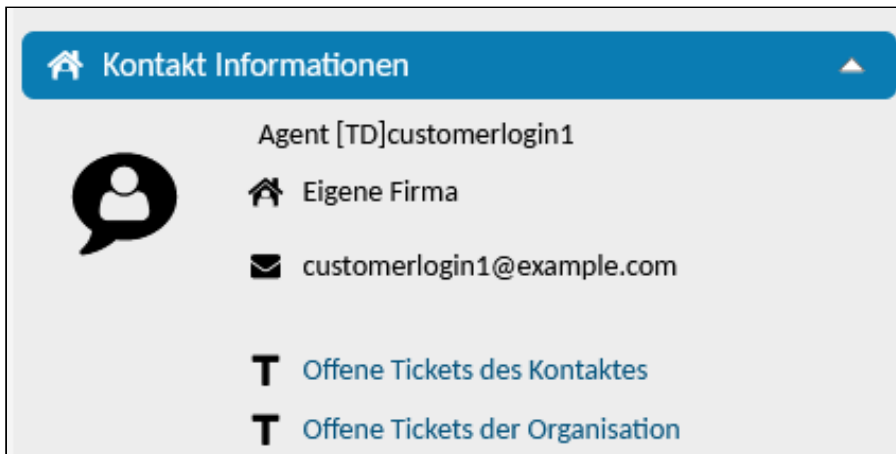 Kontakt Informationen
Agent [TD]customerlogin1
Eigene Firma
customerlogin1@example.com
Offene Tickets des Kontaktes
Offene Tickets der Organisation